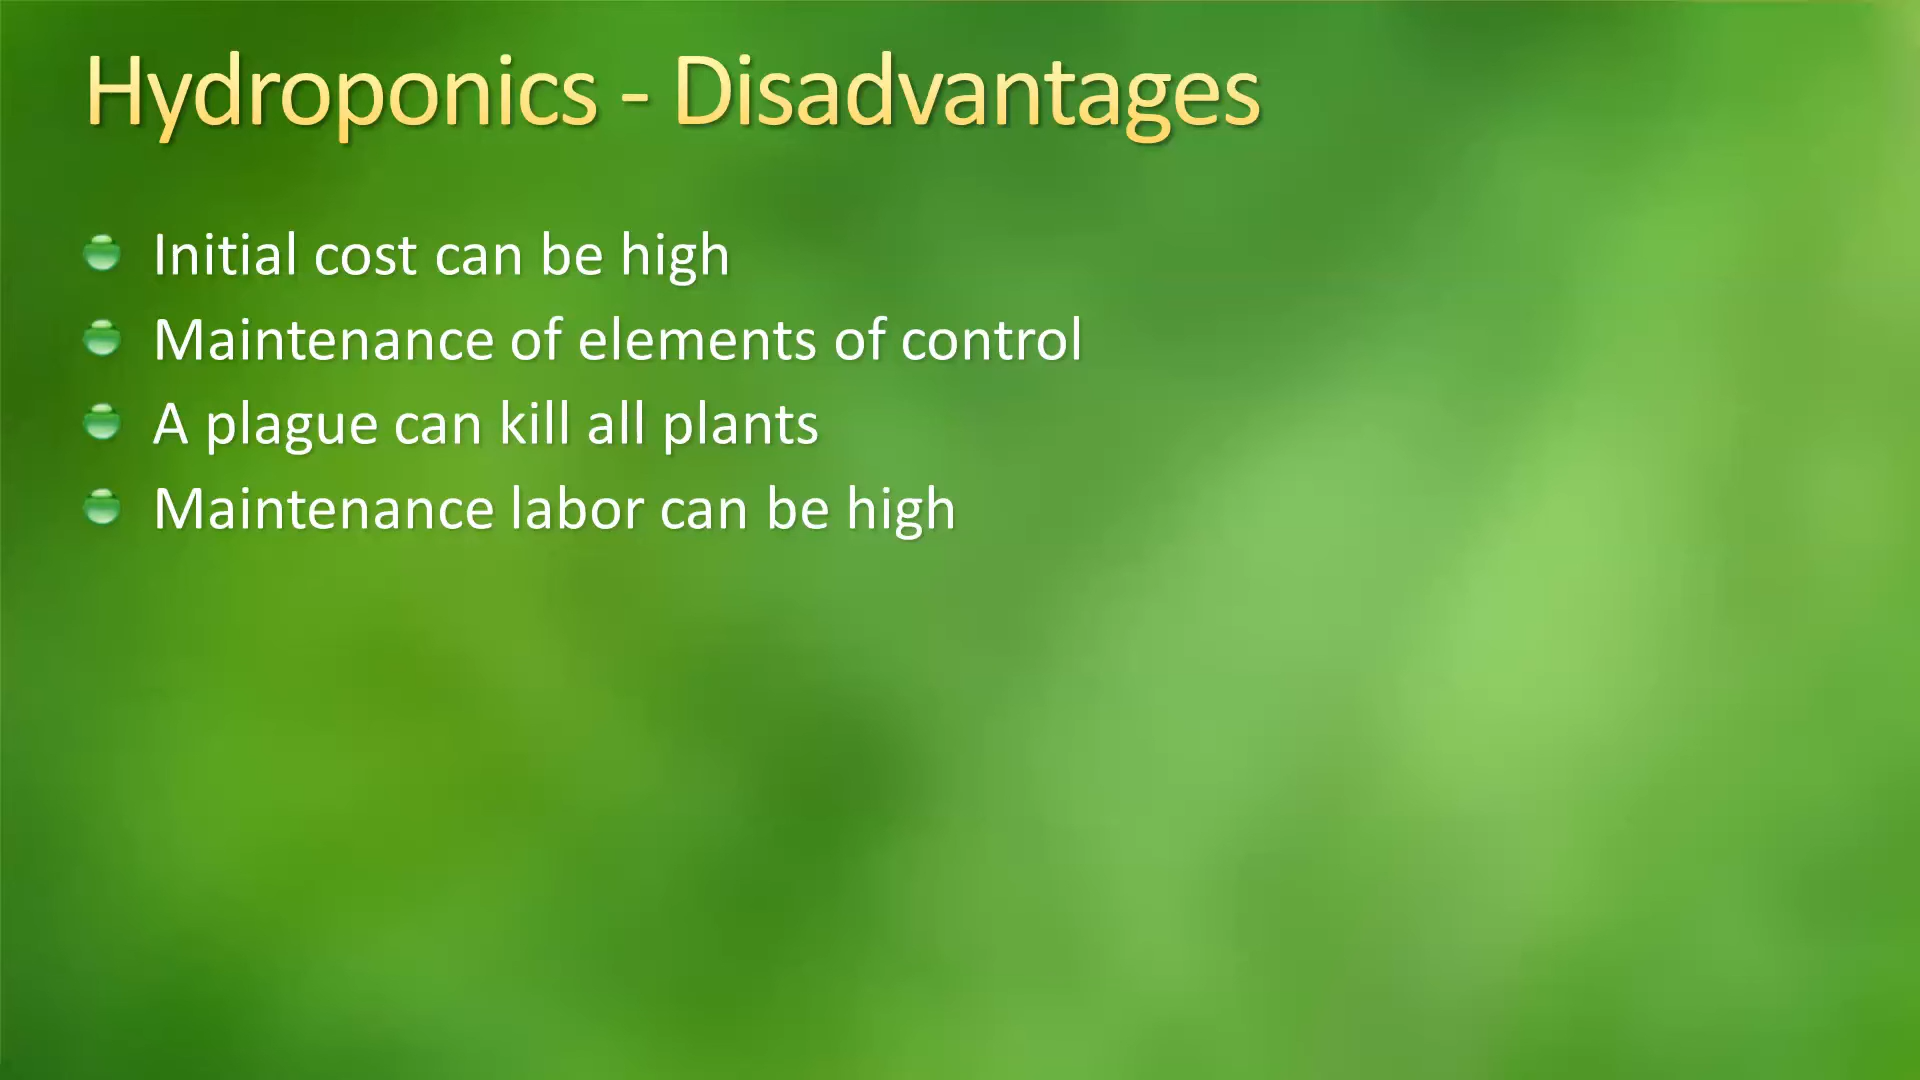 Hydroponics - Disadvantages
Initial cost can be high
Maintenance of elements of control
A plague can kill all plants
Maintenance labor can be high